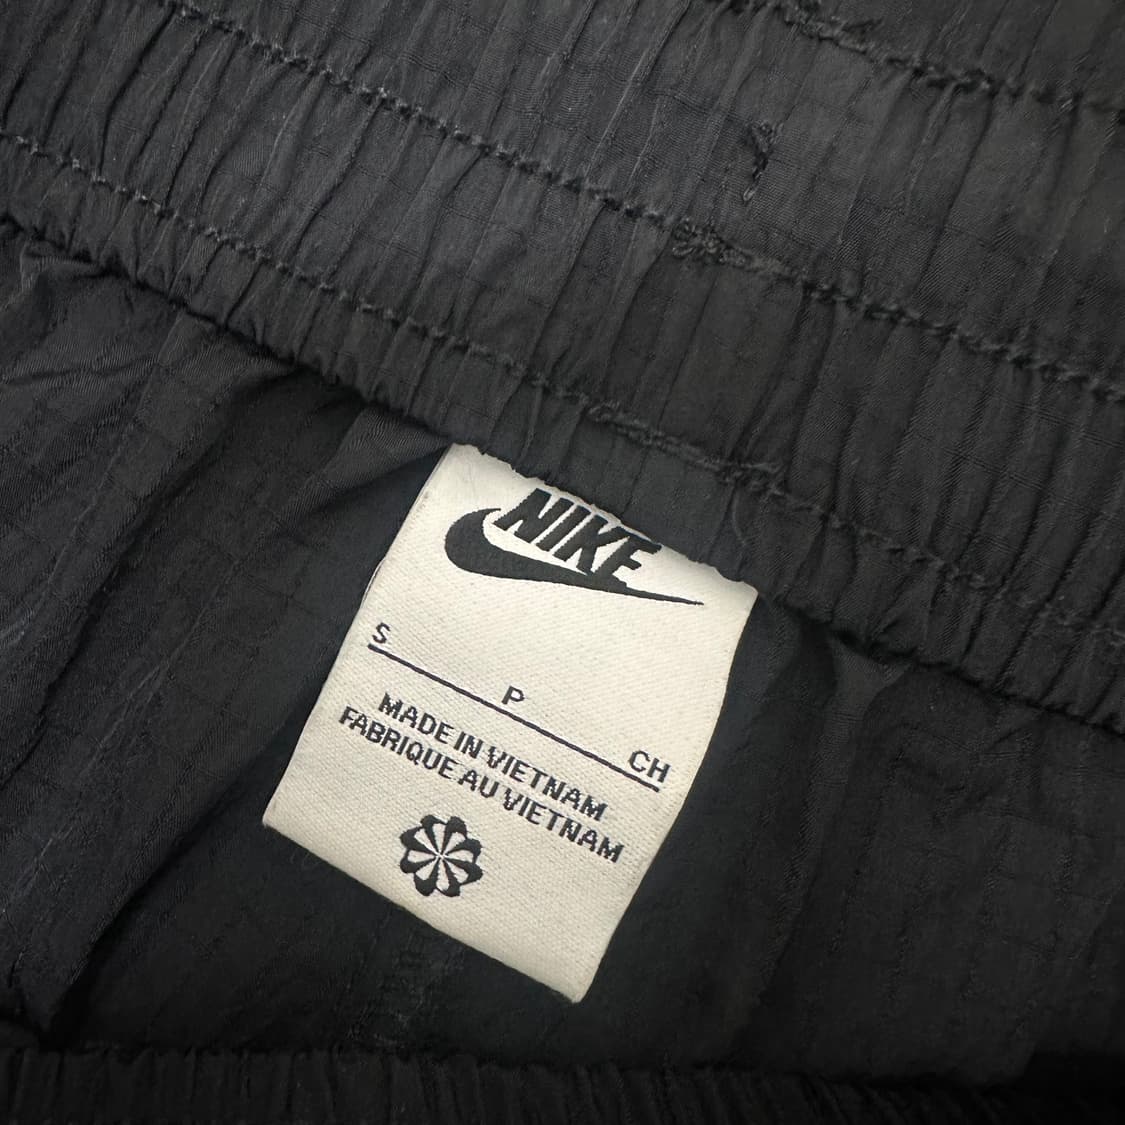 NIKE
S
P
CH
MADE IN VIETNAM
FABRIQUE AU VIETNAM